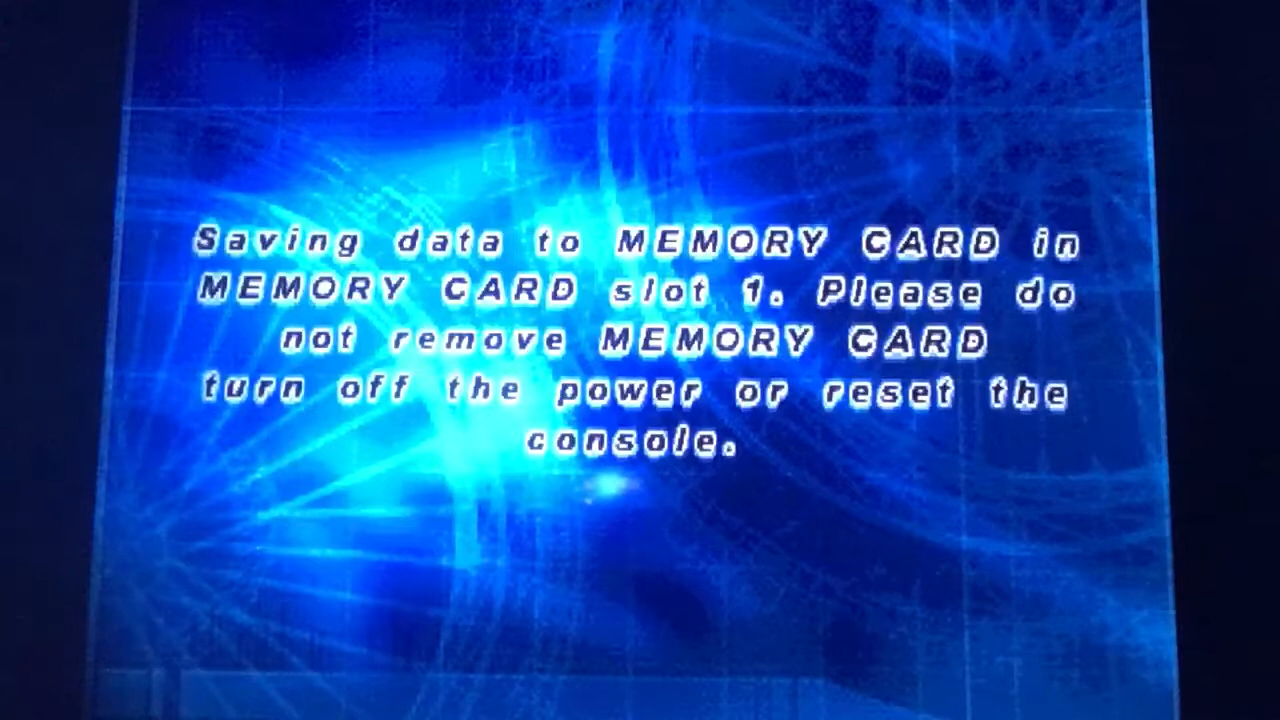 Saving data to MEMORY CARD in
MEMORY CARD slot 1. Please do
not remove MEMORY CARD
turn off the power or reset the
console.